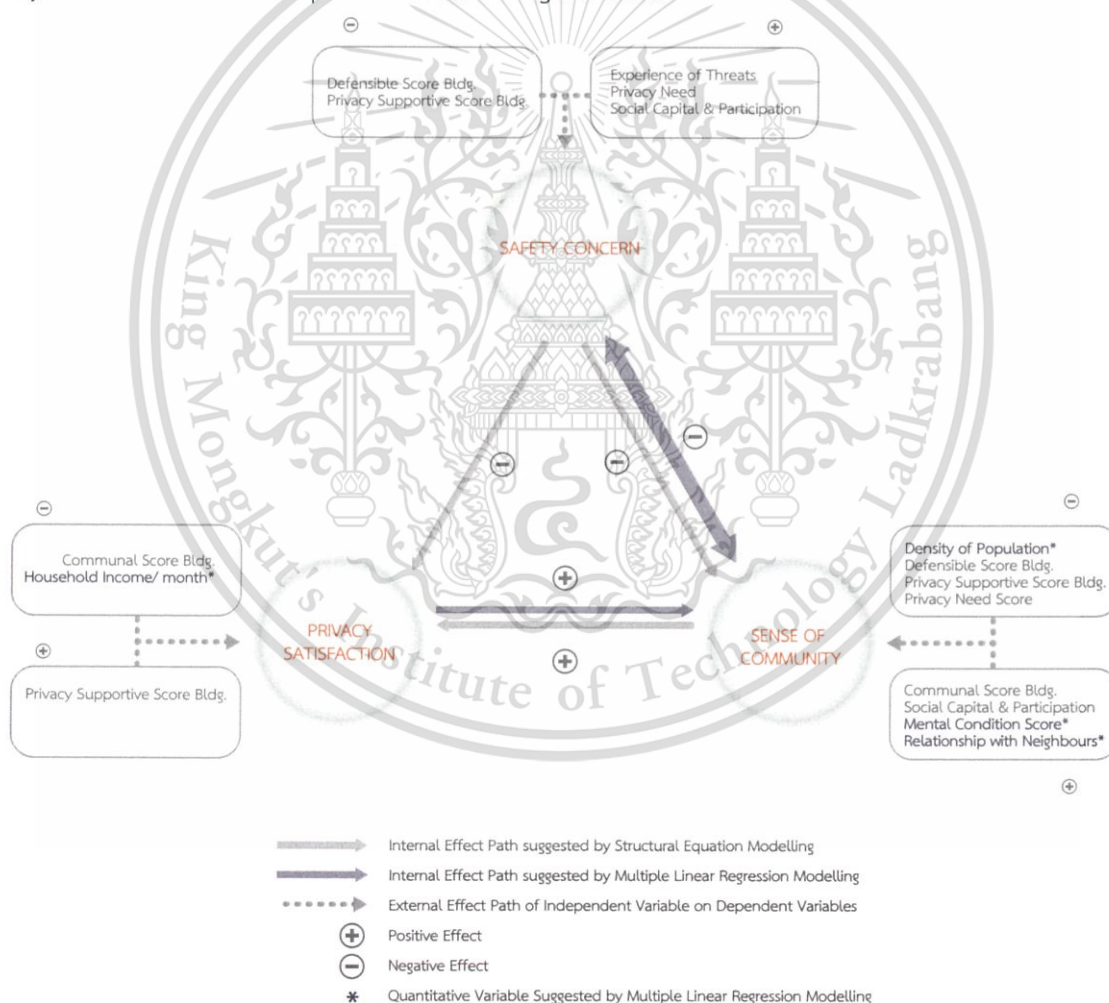 Defensible Score Bldg.
Privacy Supportive Score Bldg.
Experience of Threats
Privacy Need
Social Capital & Participation
SAFETY CONCERN
King Mongkut's Institute of Technology Ladkrabang
Communal Score Bldg.
Household Income/ month*
Privacy Supportive Score Bldg.
PRIVACY
SATISFACTION
SENSE OF
COMMUNITY
Density of Population*
Defensible Score Bldg.
Privacy Supportive Score Bldg.
Privacy Need Score
Communal Score Bldg.
Social Capital & Participation
Mental Condition Score*
Relationship with Neighbours*
Internal Effect Path suggested by Structural Equation Modelling
Internal Effect Path suggested by Multiple Linear Regression Modelling
External Effect Path of Independent Variable on Dependent Variables
Positive Effect
Negative Effect
* Quantitative Variable Suggested by Multiple Linear Regression Modelling